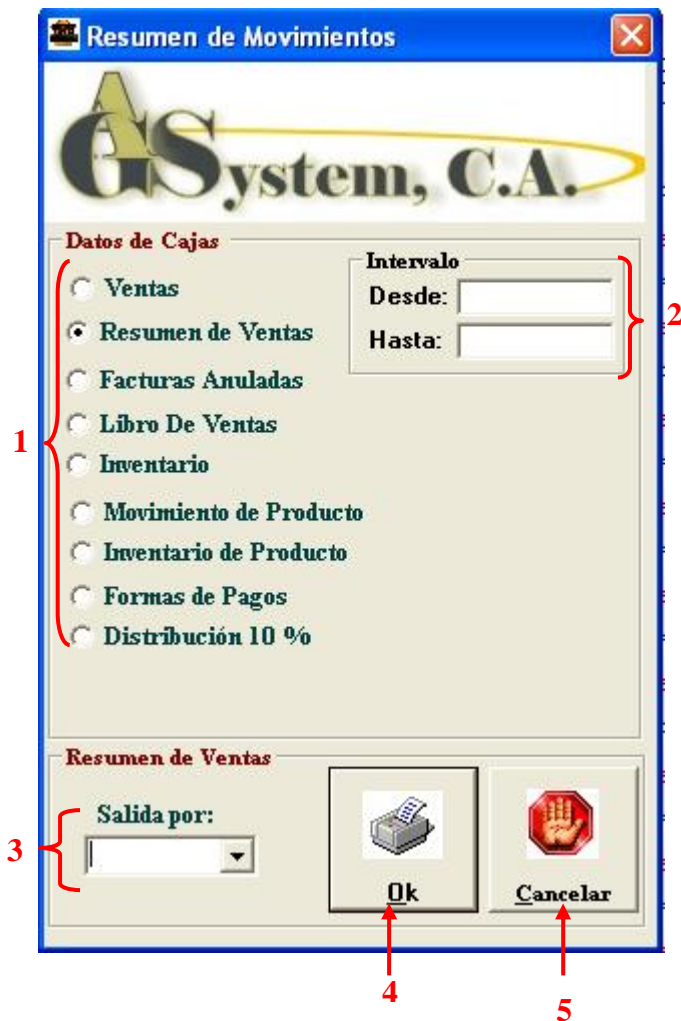 Resumen de Movimientos
AGSystem, C.A.
Datos de Cajas
Intervalo
Ventas
Desde:
2
Resumen de Ventas
Hasta:
Facturas Anuladas
Libro De Ventas
1
Inventario
Movimiento de Producto
Inventario de Producto
Formas de Pagos
Distribución 10 %
Resumen de Ventas
Salida por:
3
Ok
Cancelar
4
5